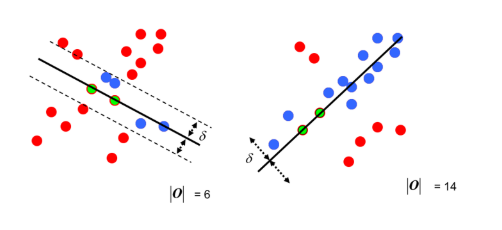 δ
|O| = 6
δ
|O| = 14